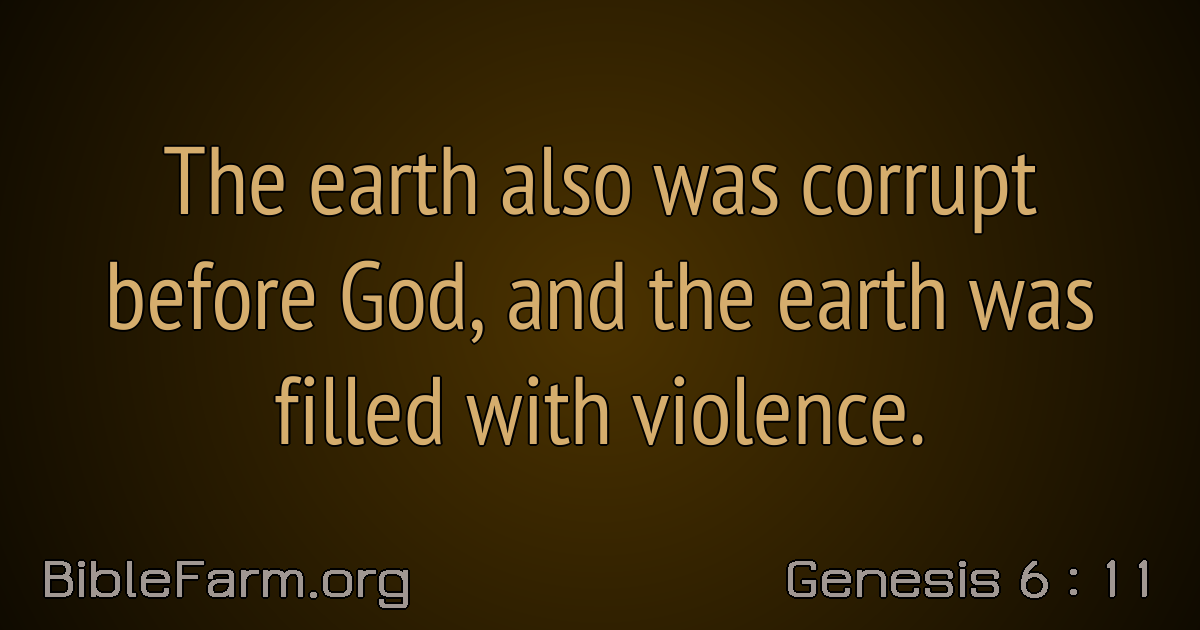 The earth also was corrupt
before God, and the earth was
filled with violence.
BibleFarm.org
Genesis 6 : 11